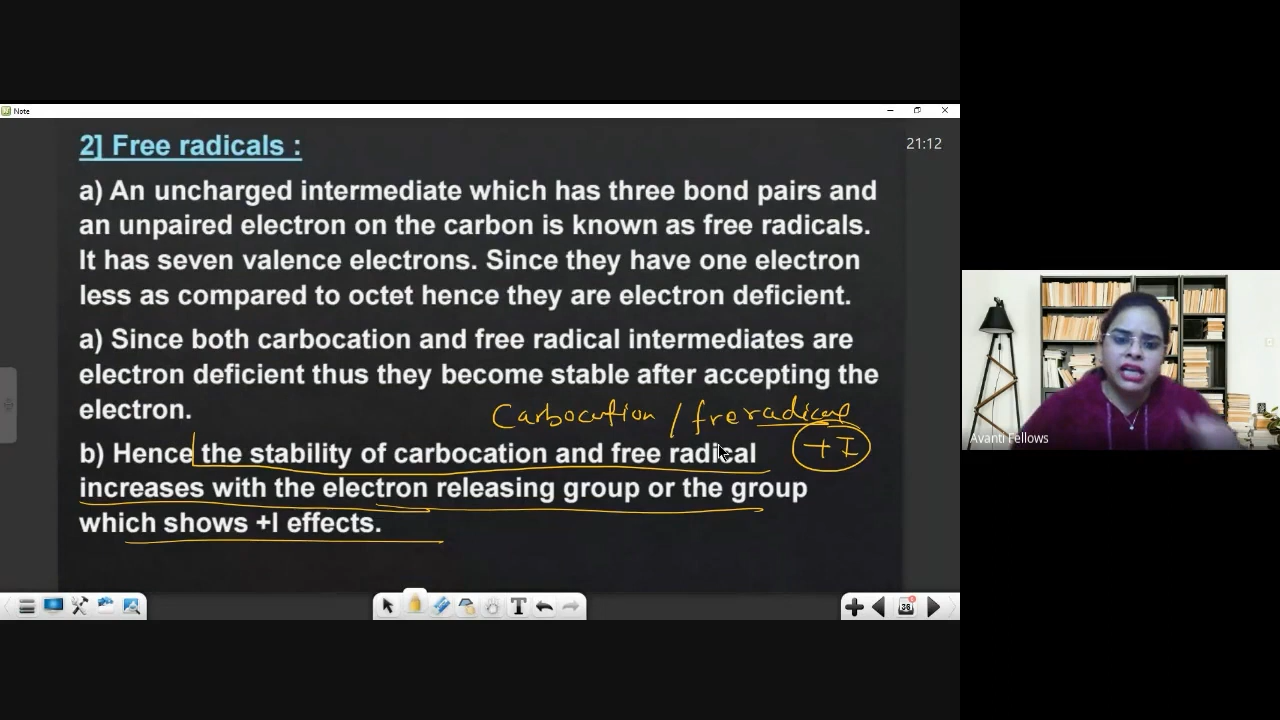 Note
2] Free radicals :
21:12
a) An uncharged intermediate which has three bond pairs and
an unpaired electron on the carbon is known as free radicals.
It has seven valence electrons. Since they have one electron
less as compared to octet hence they are electron deficient.
a) Since both carbocation and free radical intermediates are
electron deficient thus they become stable after accepting the
electron.
Carbocation / freradical
+I
b) Hence the stability of carbocation and free radical
increases with the electron releasing group or the group
which shows +I effects.
Avanti Fellows
T
36